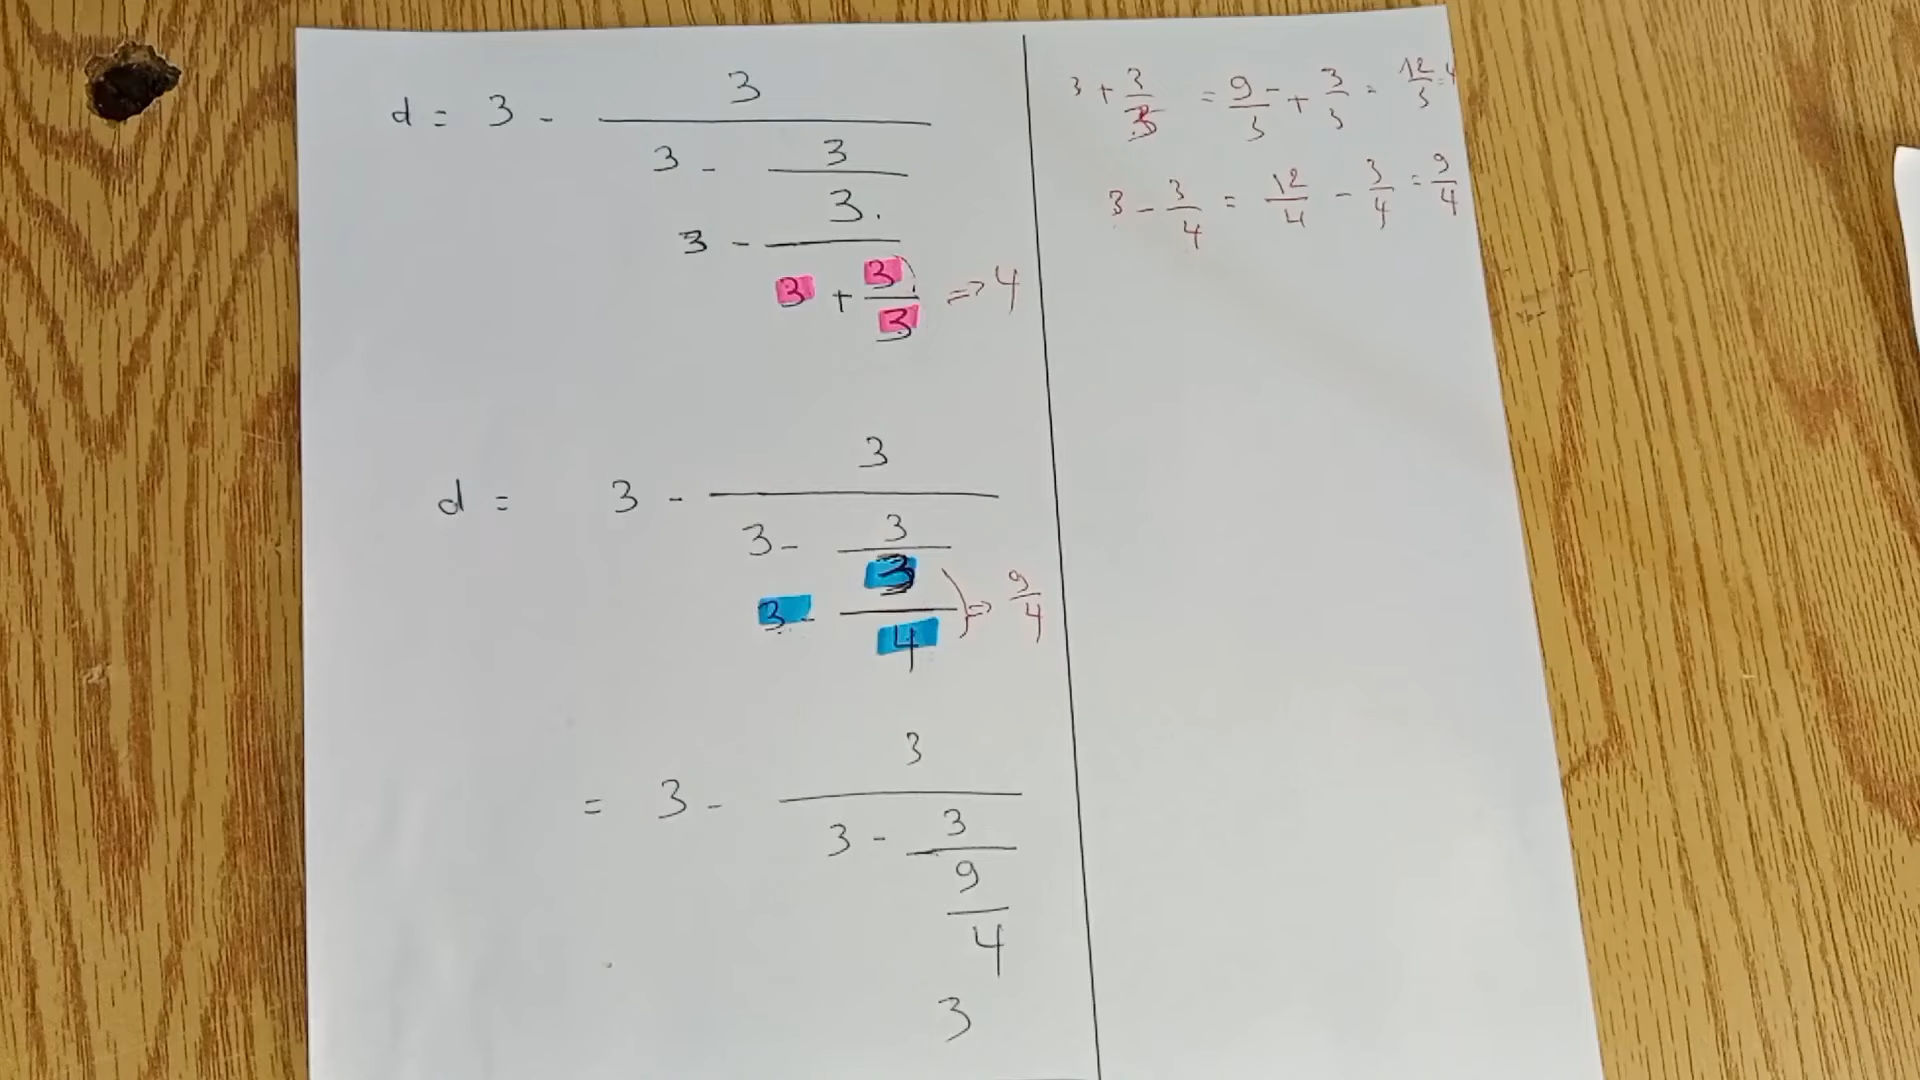 d = 3 - 3
3 - 3
3.
3 -
3 + 3/3 => 4
d = 3 - 3
3 - 3
3 - 3/4 => 9/4
= 3 - 3
3 - 3
9
4
3
3 + 3/3 = 9/3 + 3/3 = 12/3 = 4
3 - 3/4 = 12/4 - 3/4 = 9/4